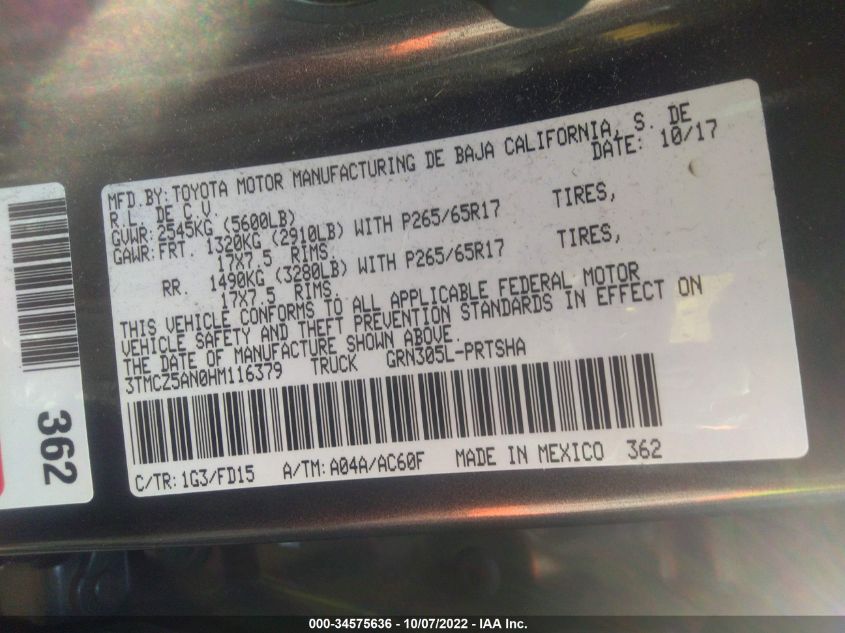 MFD.BY:TOYOTA MOTOR MANUFACTURING DE BAJA CALIFORNIA, S. DE
R.L. DE C.V. DATE: 10/17
GVWR:2545KG (5600LB)
GAWR:FRT. 1320KG (2910LB) WITH P265/65R17 TIRES,
17X7.5 RIMS.
RR. 1490KG (3280LB) WITH P265/65R17 TIRES,
17X7.5 RIMS.
THIS VEHICLE CONFORMS TO ALL APPLICABLE FEDERAL MOTOR
VEHICLE SAFETY AND THEFT PREVENTION STANDARDS IN EFFECT ON
THE DATE OF MANUFACTURE SHOWN ABOVE.
3TMCZ5AN0HM116379 TRUCK GRN305L-PRTSHA
C/TR:1G3/FD15 A/TM:A04A/AC60F MADE IN MEXICO 362
362
000-34575636 - 10/07/2022 - IAA Inc.